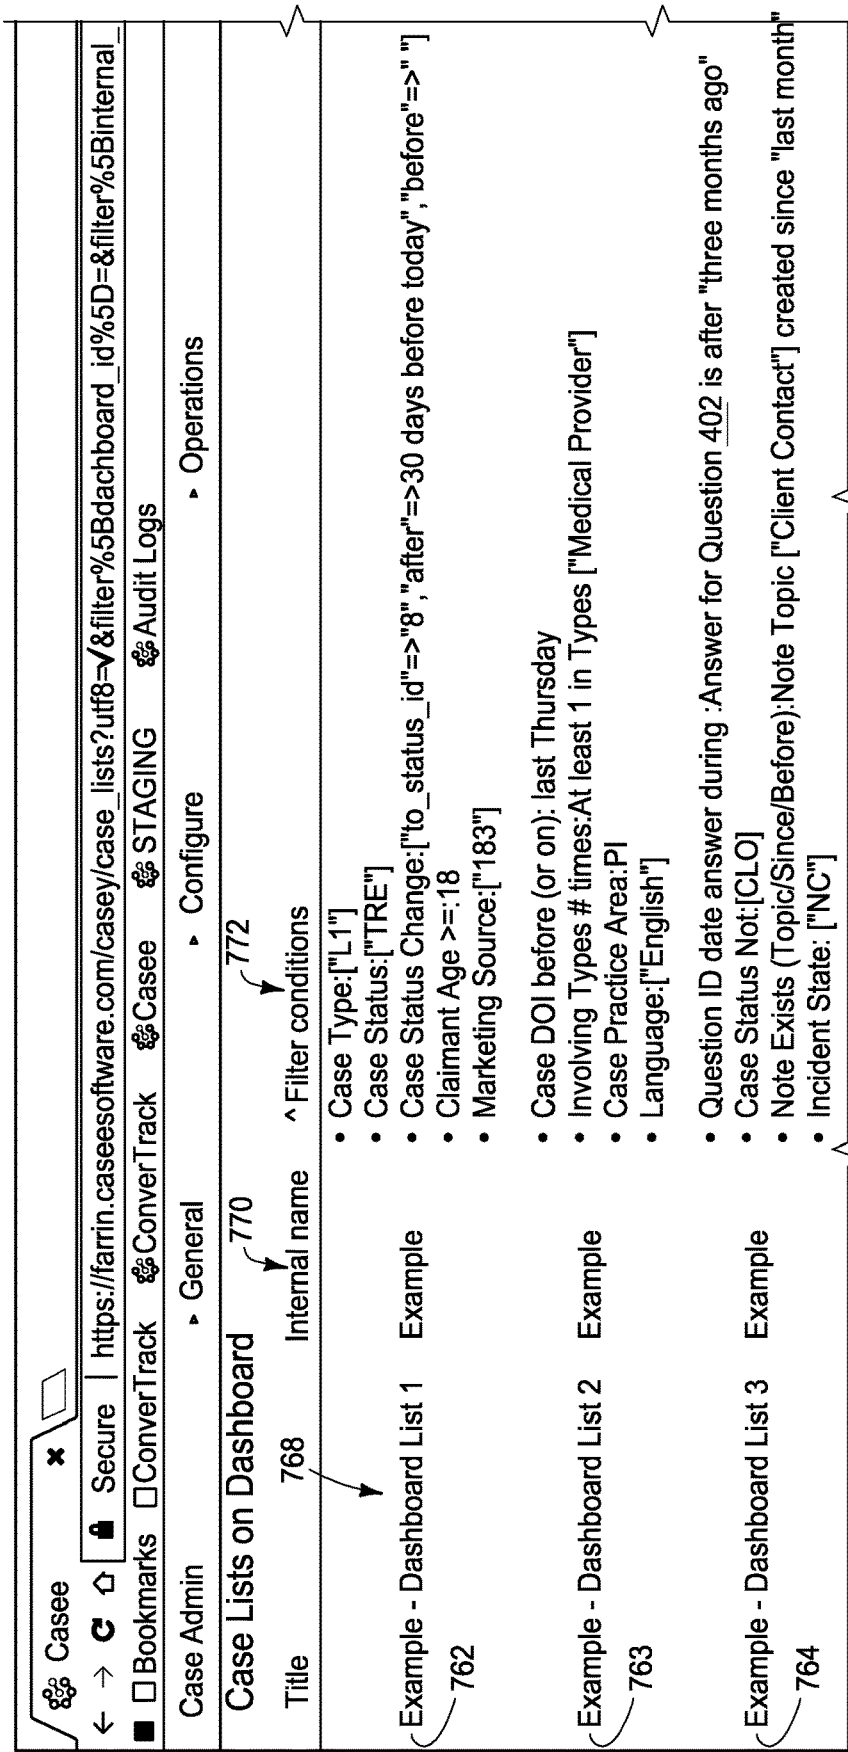 Casee ×
Secure | https://farrin.caseesoftware.com/casey/case_lists?utf8=√&filter%5Bdachboard_id%5D=&filter%5Binternal_
Bookmarks ConverTrack ConverTrack Casee STAGING Audit Logs
Case Admin ▸ General ▸ Configure ▸ Operations
Case Lists on Dashboard
768 770 772
Title Internal name ^ Filter conditions
• Case Type:["L1"]
• Case Status:["TRE"]
Example - Dashboard List 1 Example • Case Status Change:["to_status_id"=>"8","after"=>30 days before today","before"=>" "]
• Claimant Age >=:18
762
• Marketing Source:["183"]
• Case DOI before (or on): last Thursday
Example - Dashboard List 2 Example • Involving Types # times:At least 1 in Types ["Medical Provider"]
• Case Practice Area:PI
763
• Language:["English"]
• Question ID date answer during :Answer for Question 402 is after "three months ago"
• Case Status Not:[CLO]
Example - Dashboard List 3 Example • Note Exists (Topic/Since/Before):Note Topic ["Client Contact"] created since "last month"
• Incident State: ["NC"]
764